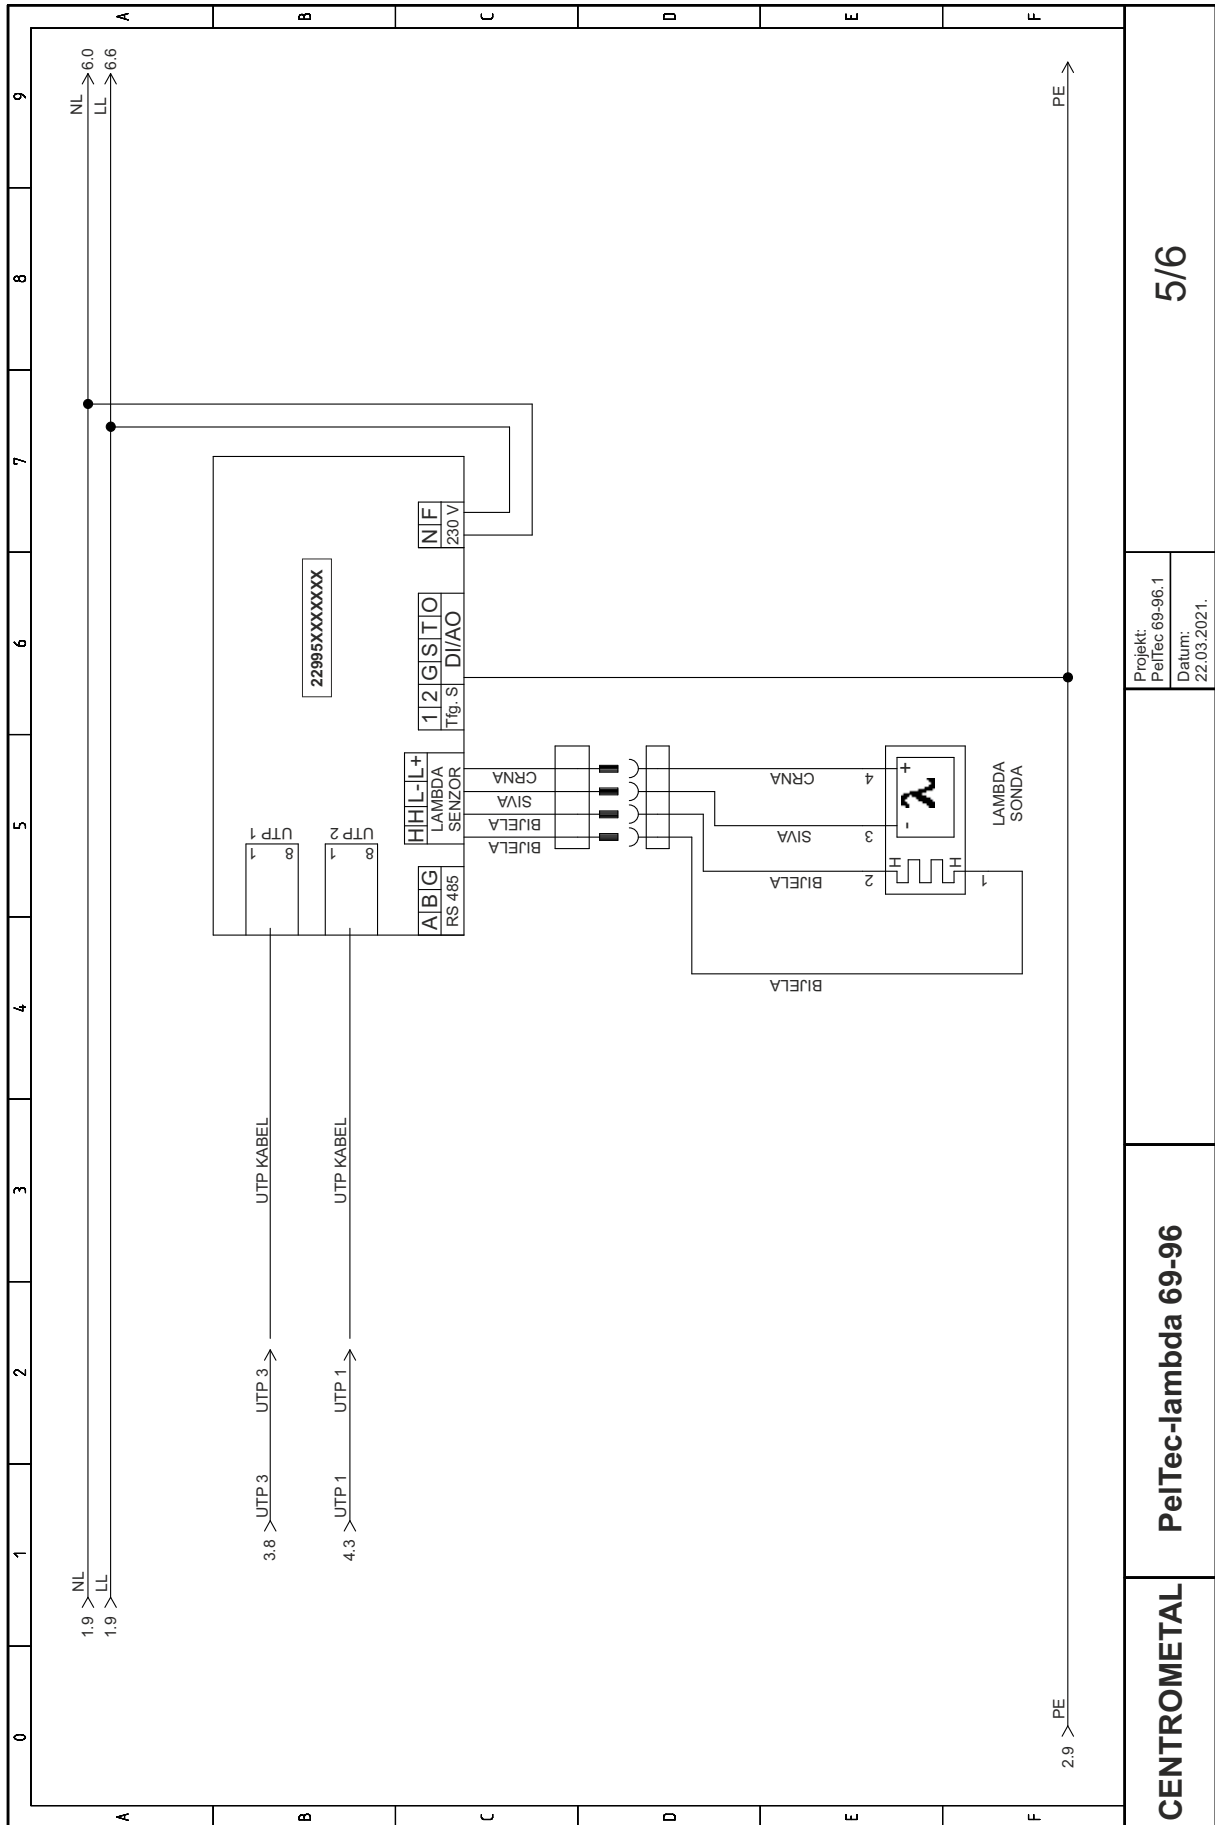 0 1 2 3 4 5 6 7 8 9
A A
B B
C C
D D
E E
F F
1.9 NL NL 6.0
1.9 LL LL 6.6
3.8 UTP 3 UTP 3 UTP KABEL
4.3 UTP 1 UTP 1 UTP KABEL
1 8 UTP 1
1 8 UTP 2
22995XXXXXXX
A B G
RS 485
H H L- L+
LAMBDA
SENZOR
1 2 G S T O
Tfg. S DI/AO
N F
230 V
BIJELA BIJELA SIVA CRNA
BIJELA BIJELA SIVA CRNA
2 3 4
H - λ +
H
1
LAMBDA
SONDA
2.9 PE PE
CENTROMETAL
PelTec-lambda 69-96
Projekt:
PelTec 69-96.1
Datum:
22.03.2021.
5/6